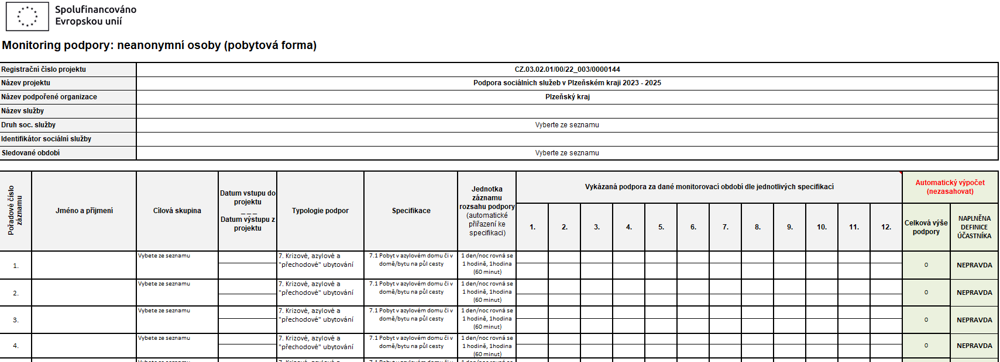 Spolufinancováno
Evropskou unií
Monitoring podpory: neanonymní osoby (pobytová forma)
Registrační číslo projektu CZ.03.02.01/00/22_003/0000144
Název projektu Podpora sociálních služeb v Plzeňském kraji 2023 - 2025
Název podpořené organizace Plzeňský kraj
Název služby
Druh soc. služby Vyberte ze seznamu
Identifikátor sociální služby
Sledované období Vyberte ze seznamu
Pořadové číslo
záznamu
Jméno a příjmení
Cílová skupina
Datum vstupu do
projektu
_ _ _
Datum výstupu z
projektu
Typologie podpor
Specifikace
Jednotka
záznamu
rozsahu podpory
(automatické
přiřazení ke
specifikaci)
Vykázaná podpora za dané monitorovací období dle jednotlivých specifikací
1. 2. 3. 4. 5. 6. 7. 8. 9. 10. 11. 12.
Automatický výpočet
(nezasahovat)
Celková výše
podpory
NAPLNĚNA
DEFINICE
ÚČASTNÍKA
1.
Vybete ze seznamu
7. Krizové, azylové a
"přechodové" ubytování
7.1 Pobyt v azylovém domu či v
domě/bytu na půl cesty
1 den/noc rovná se
1 hodině, 1hodina
(60 minut)
0
NEPRAVDA
2.
Vybete ze seznamu
7. Krizové, azylové a
"přechodové" ubytování
7.1 Pobyt v azylovém domu či v
domě/bytu na půl cesty
1 den/noc rovná se
1 hodině, 1hodina
(60 minut)
0
NEPRAVDA
3.
Vybete ze seznamu
7. Krizové, azylové a
"přechodové" ubytování
7.1 Pobyt v azylovém domu či v
domě/bytu na půl cesty
1 den/noc rovná se
1 hodině, 1hodina
(60 minut)
0
NEPRAVDA
4.
Vybete ze seznamu
7. Krizové, azylové a
"přechodové" ubytování
7.1 Pobyt v azylovém domu či v
domě/bytu na půl cesty
1 den/noc rovná se
1 hodině, 1hodina
(60 minut)
0
NEPRAVDA